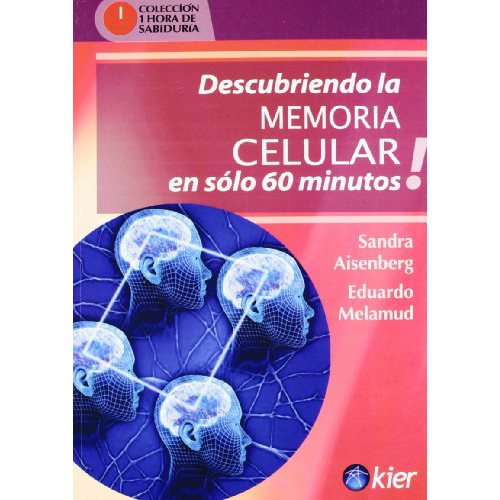 COLECCIÓN
1 HORA DE
SABIDURÍA
Descubriendo la
MEMORIA
CELULAR
en sólo 60 minutos!
Sandra
Aisenberg
Eduardo
Melamud
kier